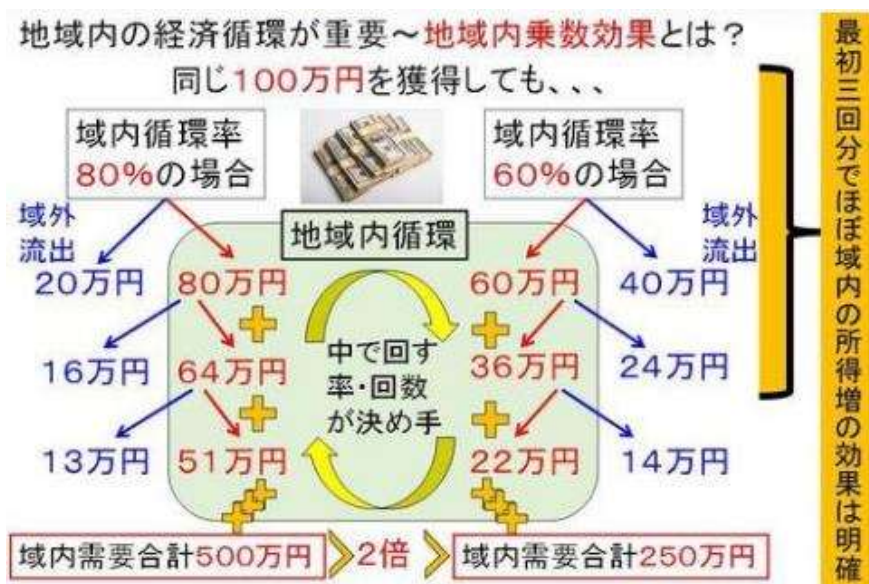 地域内の経済循環が重要～地域内乗数効果とは？
同じ100万円を獲得しても、、、
域内循環率
80%の場合
域内循環率
60%の場合
域外
流出
地域内循環
域外
流出
20万円
80万円
60万円
40万円
16万円
64万円
中で回す
率・回数
が決め手
36万円
24万円
13万円
51万円
22万円
14万円
域内需要合計500万円
2倍
域内需要合計250万円
最初三回分でほぼ域内の所得増の効果は明確